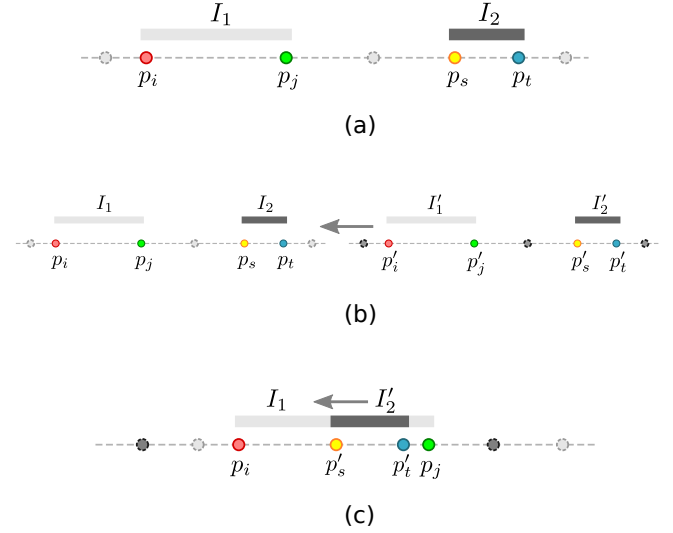 I₁ I₂
pᵢ pⱼ pₛ pₜ
(a)
I₁ I₂ I′₁ I′₂
pᵢ pⱼ pₛ pₜ p′ᵢ p′ⱼ p′ₛ p′ₜ
(b)
I₁ I′₂
pᵢ p′ₛ p′ₜ pⱼ
(c)